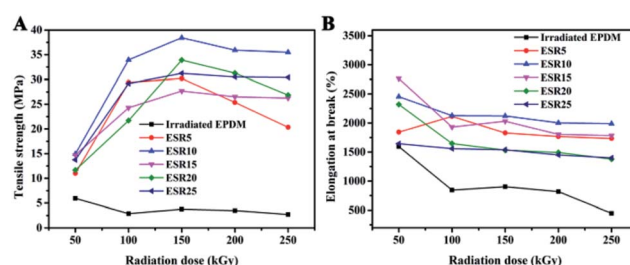 A
Tensile strength (MPa)
40
35
30
25
20
15
10
5
0
Irradiated EPDM
ESR5
ESR10
ESR15
ESR20
ESR25
50 100 150 200 250
Radiation dose (kGy)
B
Elongation at break (%)
3500
3000
2500
2000
1500
1000
500
Irradiated EPDM
ESR5
ESR10
ESR15
ESR20
ESR25
50 100 150 200 250
Radiation dose (kGy)